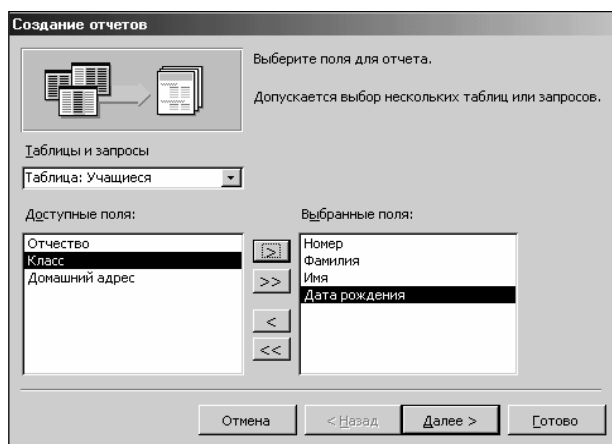 Создание отчетов
Выберите поля для отчета.
Допускается выбор нескольких таблиц или запросов.
Таблицы и запросы
Таблица: Учащиеся
Доступные поля:
Выбранные поля:
Отчество
Класс
Домашний адрес
>
>>
<
<<
Номер
Фамилия
Имя
Дата рождения
Отмена
< Назад
Далее >
Готово